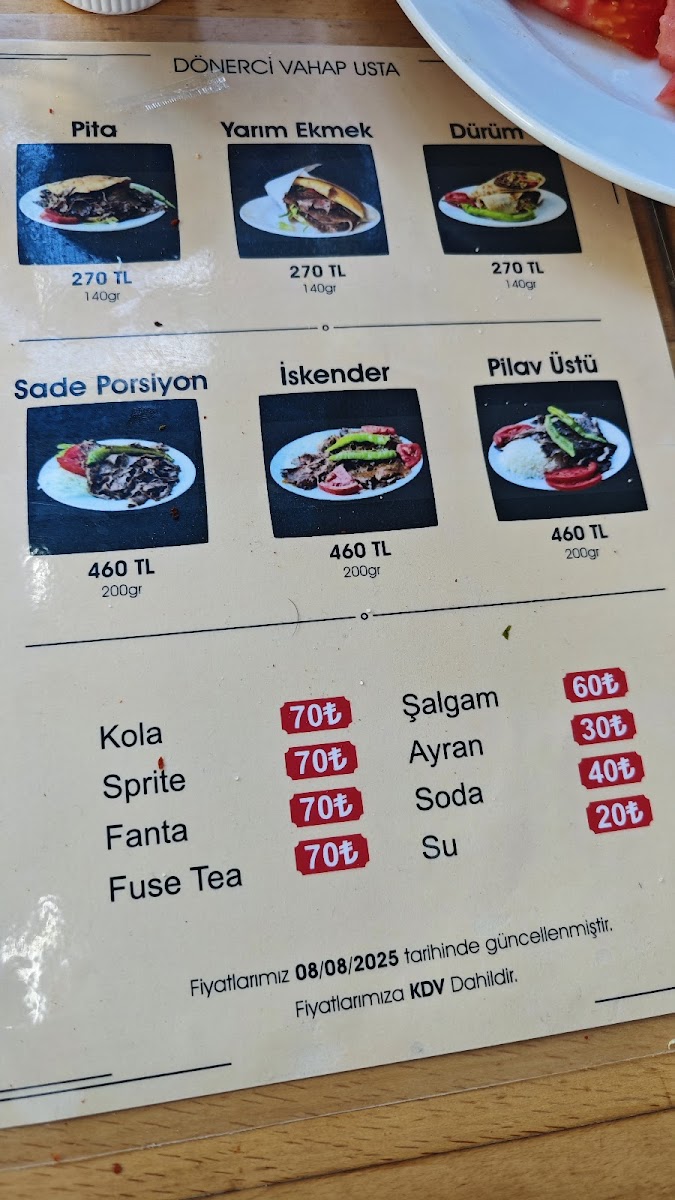 DÖNERCİ VAHAP USTA
Pita Yarım Ekmek Dürüm
270 TL 270 TL 270 TL
140gr 140gr 140gr
Sade Porsiyon İskender Pilav Üstü
460 TL 460 TL 460 TL
200gr 200gr 200gr
Kola 70₺ Şalgam 60₺
Sprite 70₺ Ayran 30₺
Fanta 70₺ Soda 40₺
Fuse Tea 70₺ Su 20₺
Fiyatlarımız 08/08/2025 tarihinde güncellenmiştir.
Fiyatlarımıza KDV Dahildir.